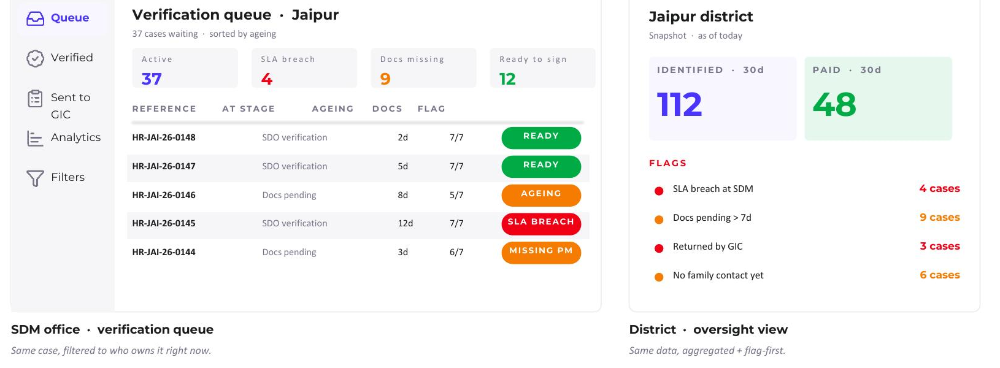 Queue
Verified
Sent to
GIC
Analytics
Filters
Verification queue · Jaipur
37 cases waiting · sorted by ageing
Active SLA breach Docs missing Ready to sign
37 4 9 12
REFERENCE AT STAGE AGEING DOCS FLAG
HR-JAI-26-0148 SDO verification 2d 7/7 READY
HR-JAI-26-0147 SDO verification 5d 7/7 READY
HR-JAI-26-0146 Docs pending 8d 5/7 AGEING
HR-JAI-26-0145 SDO verification 12d 7/7 SLA BREACH
HR-JAI-26-0144 Docs pending 3d 6/7 MISSING PM
SDM office · verification queue
Same case, filtered to who owns it right now.
Jaipur district
Snapshot · as of today
IDENTIFIED · 30d PAID · 30d
112 48
FLAGS
SLA breach at SDM 4 cases
Docs pending > 7d 9 cases
Returned by GIC 3 cases
No family contact yet 6 cases
District · oversight view
Same data, aggregated + flag-first.